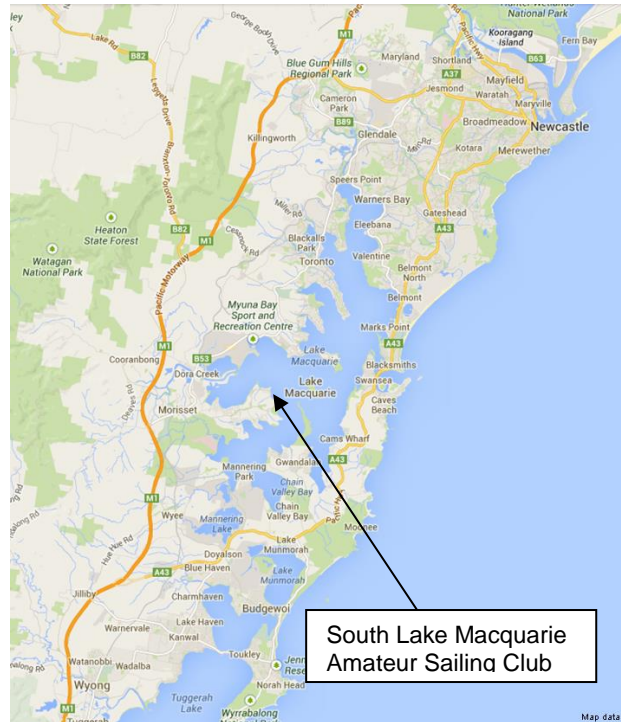 National Park
Kooragang
Island
Fern Bay
George Booth Drive
Lake Rd
B82
M1
Pacific Hwy
Maryland
Shortland
B63
Blue Gum Hills
Regional Park
A37
Mayfield
Jesmond
Waratah
Maryville
Cameron
Park
Broadmeadow
Newcastle
B89
Killingworth
Glendale
Main Rd
Kotara
Merewether
Speers Point
Warners Bay
Miller Rd
Gateshead
Eleebana
A43
Heaton
State Forest
B82
M1
Cessnock Rd
Blackalls
Park
Toronto
Valentine
Watagan
National Park
Belmont
North
Pacific Motorway
Myuna Bay
Sport and
Recreation Centre
Belmont
Marks Point
A43
M1
Cooranbong
B53
Lake
Macquarie
Dora Creek
Lake
Macquarie
Blacksmiths
Swansea
Caves
Beach
Morisset
Cams Wharf
Mannering
Park
Gwandalan
A43
M1
Chain
Valley Bay
Wyee
Chain
Valley Bay
Mannering
Lake
Moonee
Hue Hue Rd
Doyalson
Lake
Munmorah
A43
Blue Haven
Lake
Munmorah
Jilliby
Charmhaven
Budgewoi
South Lake Macquarie
Amateur Sailing Club
Warnervale
Lake Haven
Kanwal
Watanobbi
Wadalba
Toukley
Wyong
Norah Head
M1
Tuggerah
Lake
Wyrrabalong
Tuggerah
Map data